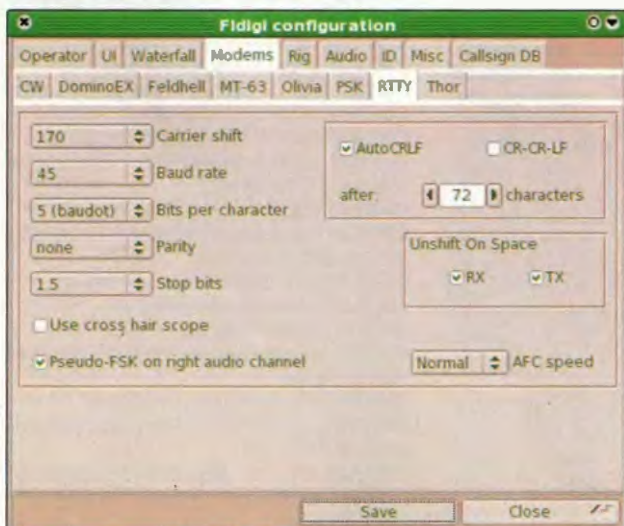 Fldigi configuration
Operator UI Waterfall Modems Rig Audio ID Misc Callsign DB
CW DominoEX Feldhell MT-63 Olivia PSK RTTY Thor
170 Carrier shift
45 Baud rate
5 (baudot) Bits per character
none Parity
1.5 Stop bits
Use cross hair scope
Pseudo-FSK on right audio channel
AutoCRLF CR-CR-LF
after: 72 characters
Unshift On Space
RX TX
Normal AFC speed
Save Close